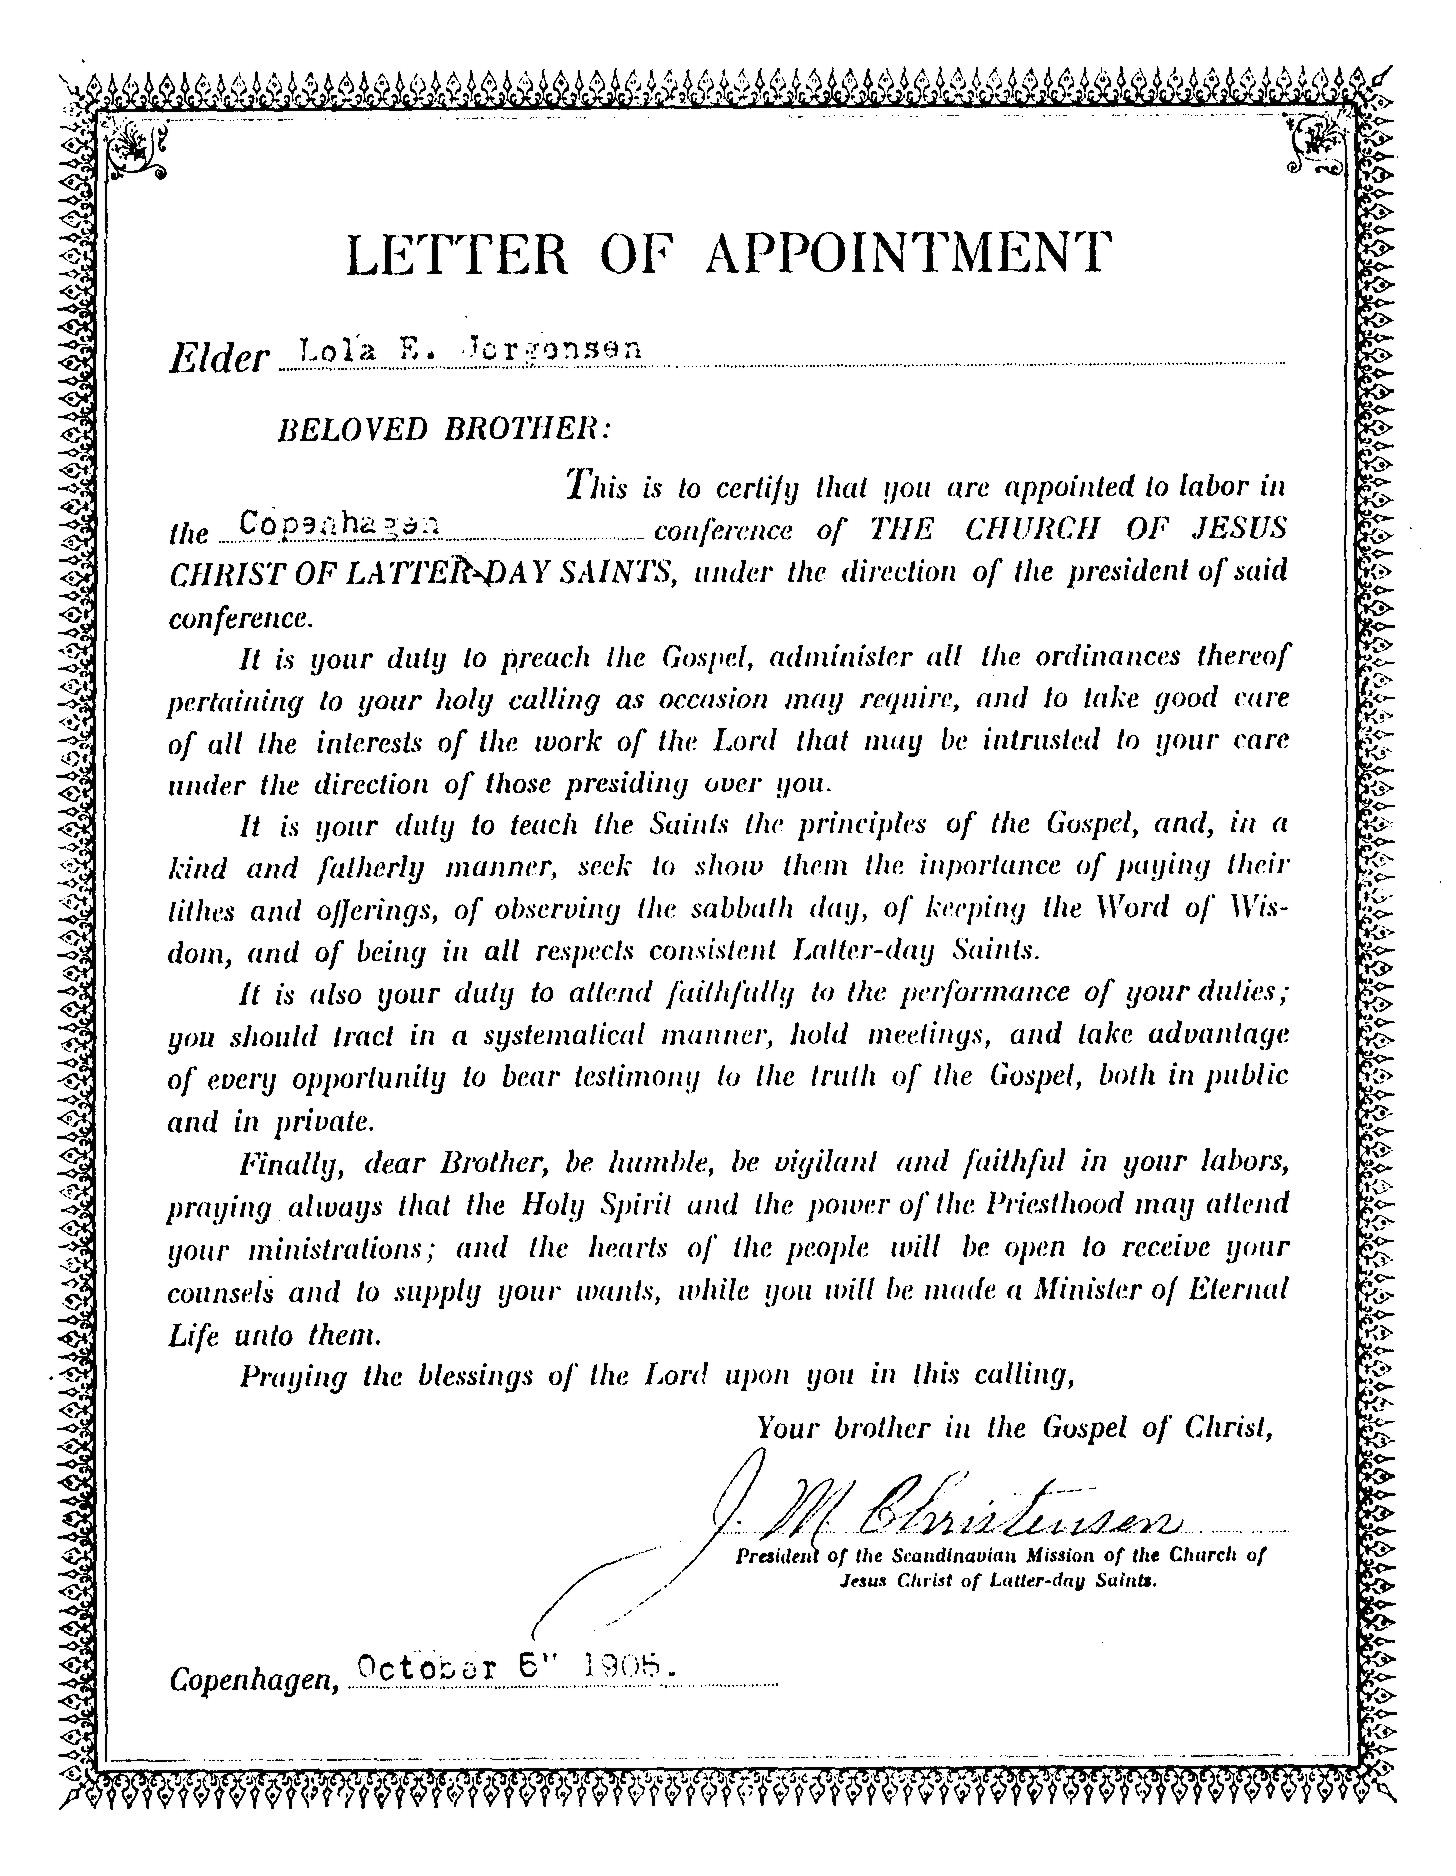 LETTER OF APPOINTMENT
Elder Lola E. Jorgensen
BELOVED BROTHER:
This is to certify that you are appointed to labor in
the Copenhagen conference of THE CHURCH OF JESUS
CHRIST OF LATTER-DAY SAINTS, under the direction of the president of said
conference.
It is your duty to preach the Gospel, administer all the ordinances thereof
pertaining to your holy calling as occasion may require, and to take good care
of all the interests of the work of the Lord that may be intrusted to your care
under the direction of those presiding over you.
It is your duty to teach the Saints the principles of the Gospel, and, in a
kind and fatherly manner, seek to show them the inportance of paying their
tithes and offerings, of observing the sabbath day, of keeping the Word of Wis-
dom, and of being in all respects consistent Latter-day Saints.
It is also your duty to attend faithfully to the performance of your duties;
you should tract in a systematical manner, hold meetings, and take advantage
of every opportunity to bear testimony to the truth of the Gospel, both in public
and in private.
Finally, dear Brother, be humble, be vigilant and faithful in your labors,
praying always that the Holy Spirit and the power of the Priesthood may attend
your ministrations; and the hearts of the people will be open to receive your
counsels and to supply your wants, while you will be made a Minister of Eternal
Life unto them.
Praying the blessings of the Lord upon you in this calling,
Your brother in the Gospel of Christ,
J. M. Christensen
President of the Scandinavian Mission of the Church of
Jesus Christ of Latter-day Saints.
Copenhagen, October